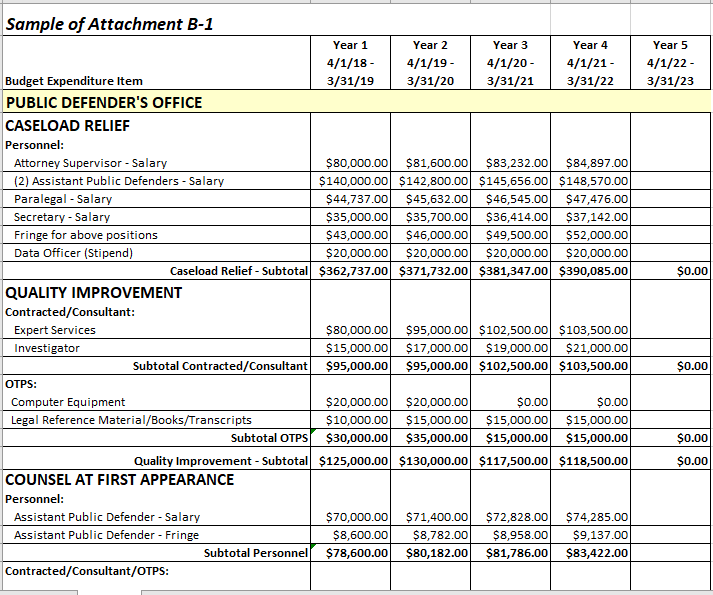 Sample of Attachment B-1
Year 1 Year 2 Year 3 Year 4 Year 5
4/1/18 - 4/1/19 - 4/1/20 - 4/1/21 - 4/1/22 -
Budget Expenditure Item 3/31/19 3/31/20 3/31/21 3/31/22 3/31/23
PUBLIC DEFENDER'S OFFICE
CASELOAD RELIEF
Personnel:
Attorney Supervisor - Salary $80,000.00 $81,600.00 $83,232.00 $84,897.00
(2) Assistant Public Defenders - Salary $140,000.00 $142,800.00 $145,656.00 $148,570.00
Paralegal - Salary $44,737.00 $45,632.00 $46,545.00 $47,476.00
Secretary - Salary $35,000.00 $35,700.00 $36,414.00 $37,142.00
Fringe for above positions $43,000.00 $46,000.00 $49,500.00 $52,000.00
Data Officer (Stipend) $20,000.00 $20,000.00 $20,000.00 $20,000.00
Caseload Relief - Subtotal $362,737.00 $371,732.00 $381,347.00 $390,085.00 $0.00
QUALITY IMPROVEMENT
Contracted/Consultant:
Expert Services $80,000.00 $95,000.00 $102,500.00 $103,500.00
Investigator $15,000.00 $17,000.00 $19,000.00 $21,000.00
Subtotal Contracted/Consultant $95,000.00 $95,000.00 $102,500.00 $103,500.00 $0.00
OTPS:
Computer Equipment $20,000.00 $20,000.00 $0.00 $0.00
Legal Reference Material/Books/Transcripts $10,000.00 $15,000.00 $15,000.00 $15,000.00
Subtotal OTPS $30,000.00 $35,000.00 $15,000.00 $15,000.00 $0.00
Quality Improvement - Subtotal $125,000.00 $130,000.00 $117,500.00 $118,500.00 $0.00
COUNSEL AT FIRST APPEARANCE
Personnel:
Assistant Public Defender - Salary $70,000.00 $71,400.00 $72,828.00 $74,285.00
Assistant Public Defender - Fringe $8,600.00 $8,782.00 $8,958.00 $9,137.00
Subtotal Personnel $78,600.00 $80,182.00 $81,786.00 $83,422.00
Contracted/Consultant/OTPS: